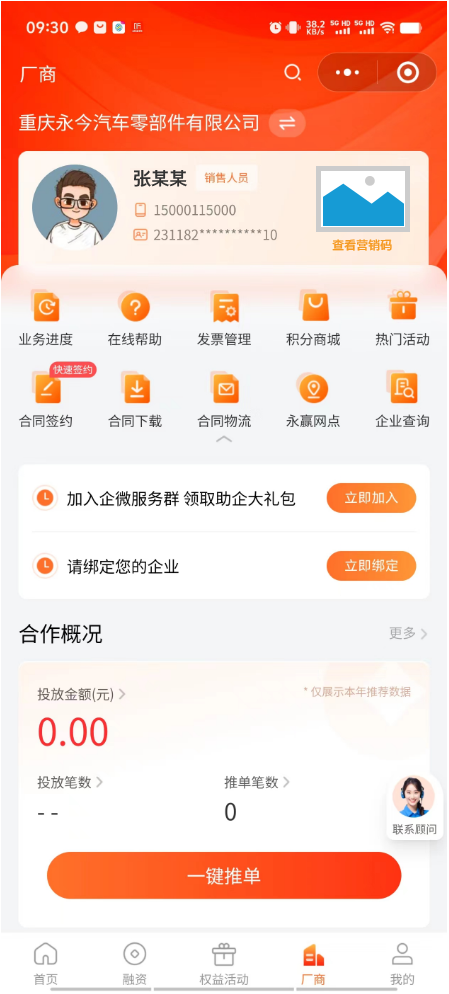 09:30
38.2 KB/s 5G HD 5G HD
厂商
重庆永今汽车零部件有限公司
张某某 销售人员
15000115000
231182**********10
查看营销码
业务进度 在线帮助 发票管理 积分商城 热门活动
快速签约
合同签约 合同下载 合同物流 永赢网点 企业查询
加入企微服务群 领取助企大礼包 立即加入
请绑定您的企业 立即绑定
合作概况 更多
投放金额(元) *仅展示本年推荐数据
0.00
投放笔数 推单笔数
-- 0
联系顾问
一键推单
首页 融资 权益活动 厂商 我的